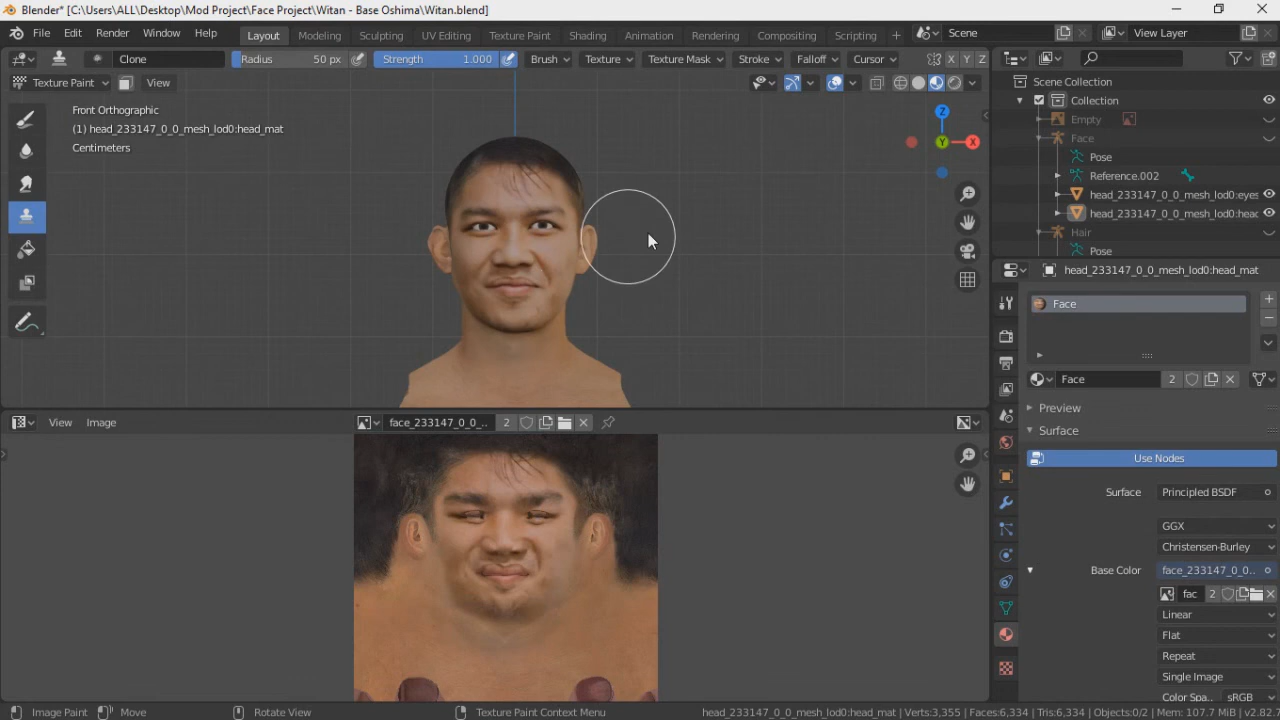 Blender* [C:\Users\ALL\Desktop\Mod Project\Face Project\Witan - Base Oshima\Witan.blend]
File Edit Render Window Help Layout Modeling Sculpting UV Editing Texture Paint Shading Animation Rendering Compositing Scripting + Scene View Layer
Clone Radius 50 px Strength 1.000 Brush Texture Texture Mask Stroke Falloff Cursor X Y Z
Texture Paint View
Front Orthographic
(1) head_233147_0_0_mesh_lod0:head_mat
Centimeters
Z
Y X
Scene Collection
Collection
Empty
Face
Pose
Reference.002
head_233147_0_0_mesh_lod0:eyes
head_233147_0_0_mesh_lod0:head
Hair
Pose
head_233147_0_0_mesh_lod0:head_mat
Face
Face 2
Preview
Surface
Use Nodes
Surface Principled BSDF
GGX
Christensen-Burley
Base Color face_233147_0_0..
fac 2
Linear
Flat
Repeat
Single Image
Color Spa.. sRGB
View Image face_233147_0_0_.. 2
Image Paint Move Rotate View Texture Paint Context Menu head_233147_0_0_mesh_lod0:head_mat | Verts:3,355 | Faces:6,334 | Tris:6,334 | Objects:0/2 | Mem: 107.7 MiB | v2.82.7